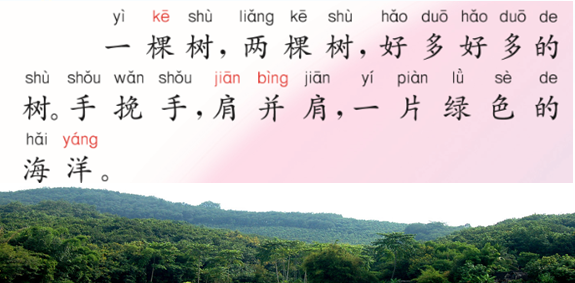 yì kē shù liǎng kē shù hǎo duō hǎo duō de
一棵树，两棵树，好多好多的
shù shǒu wǎn shǒu jiān bìng jiān yí piàn lǜ sè de
树。手挽手，肩并肩，一片绿色的
hǎi yáng
海洋。